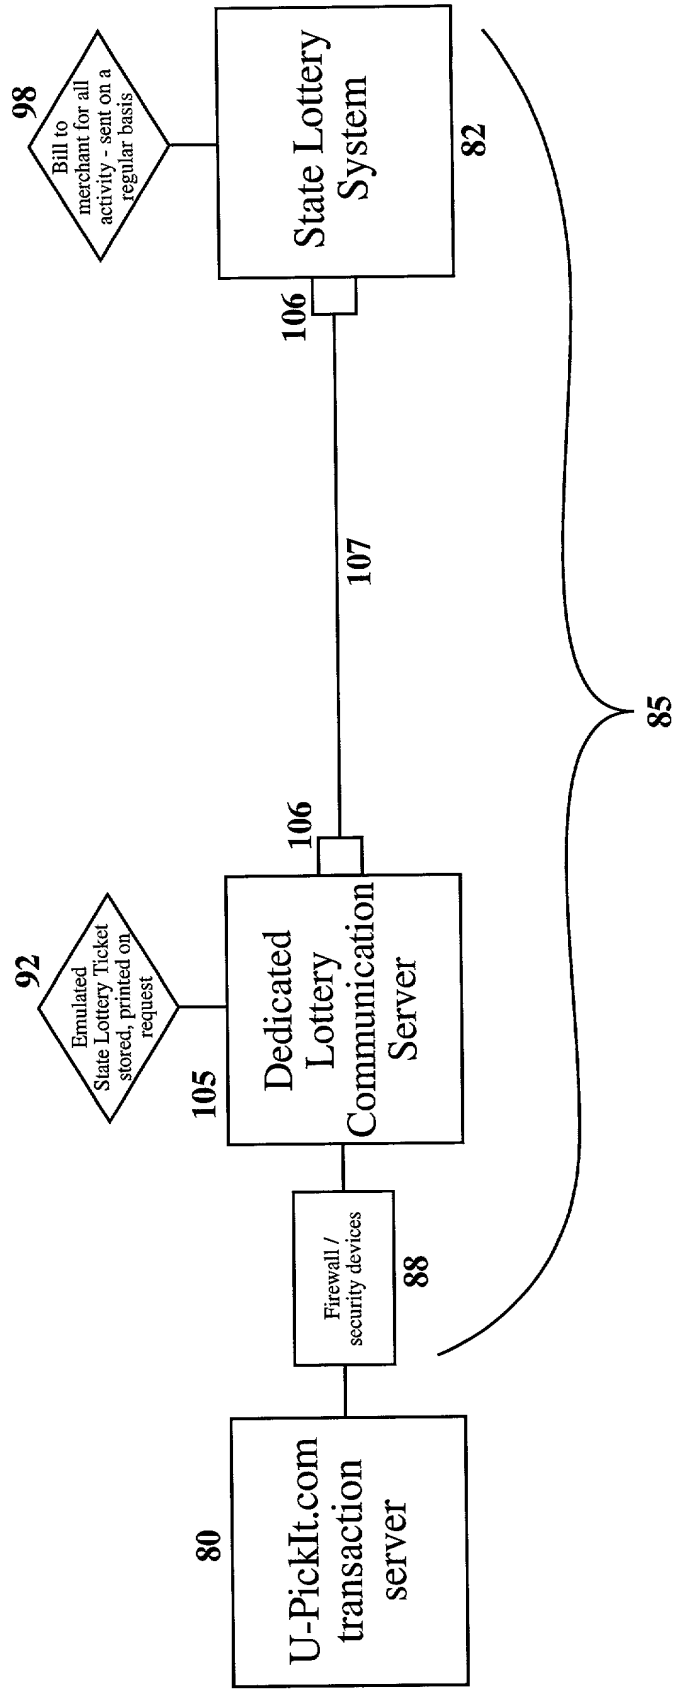 92
Emulated
State Lottery Ticket
stored, printed on
request
98
Bill to
merchant for all
activity - sent on a
regular basis
80
U-PickIt.com
transaction
server
Firewall /
security devices
88
105
Dedicated
Lottery
Communication
Server
106
107
106
State Lottery
System
82
85